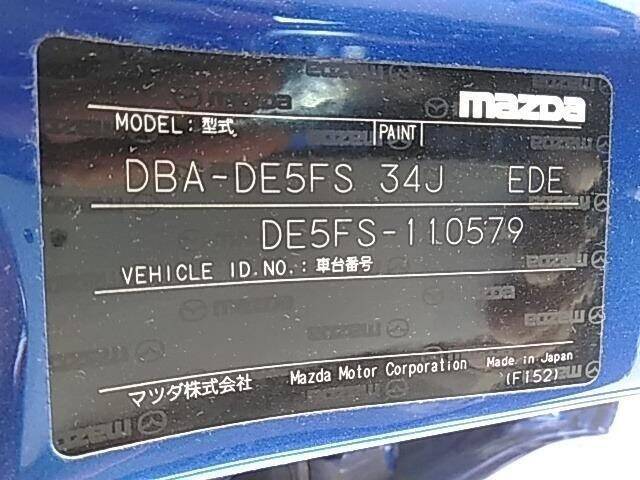 mazda
MODEL:型式 PAINT
DBA-DE5FS 34J EDE
DE5FS-110579
VEHICLE ID.NO.:車台番号
マツダ株式会社 Mazda Motor Corporation Made in Japan
(F152)